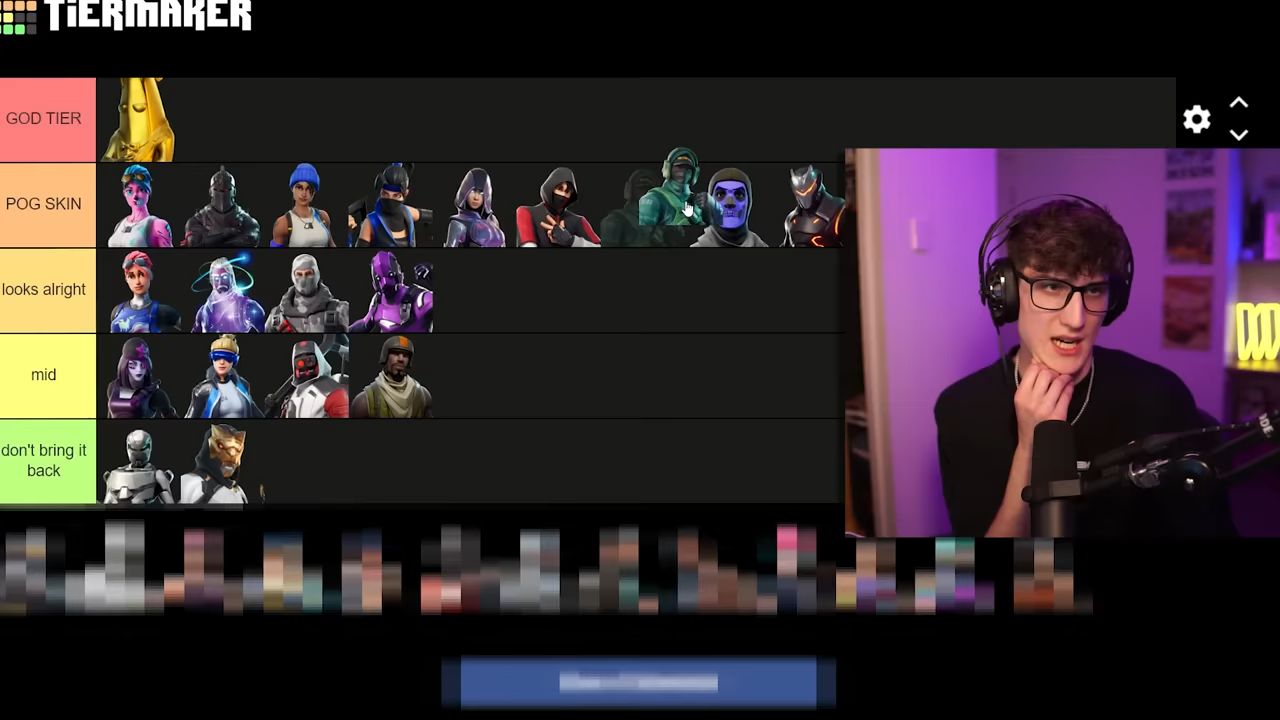 TiERMAKER
GOD TIER
POG SKIN
looks alright
mid
don't bring it
back